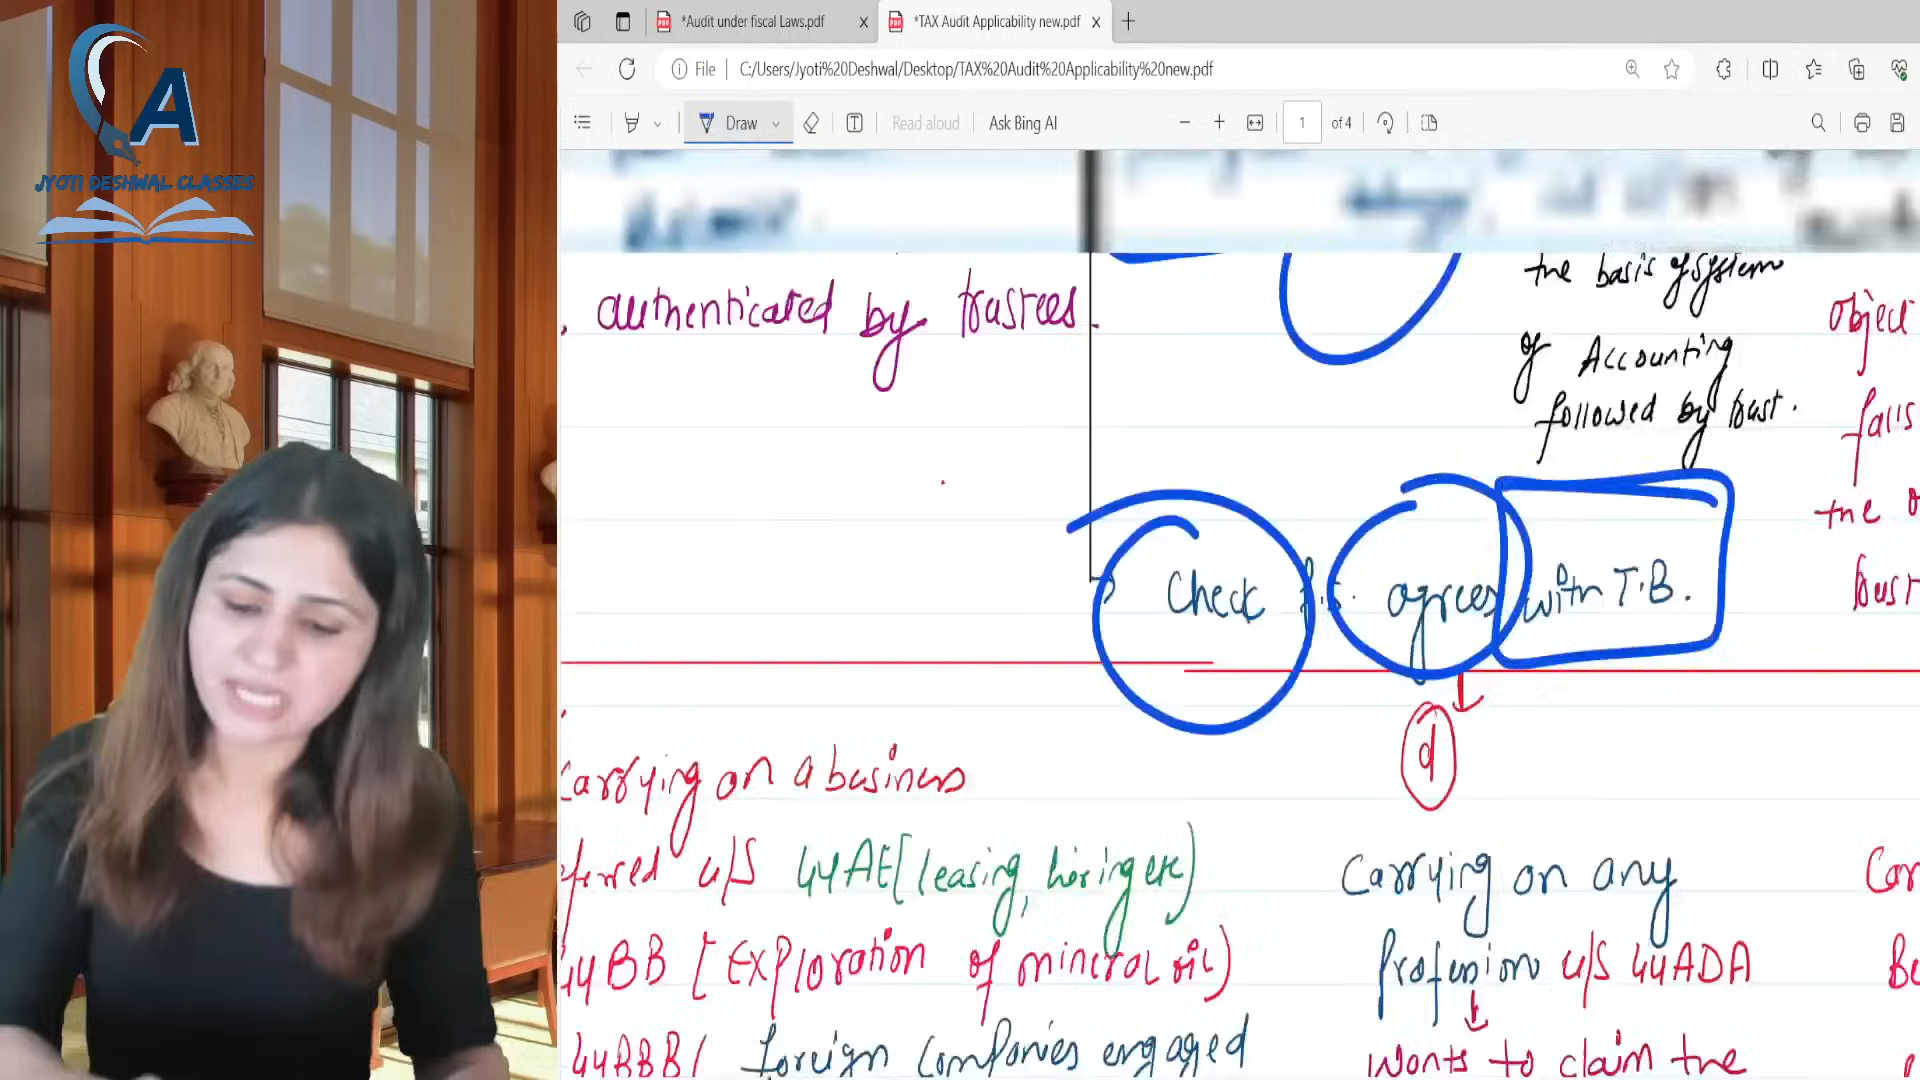 *Audit under fiscal Laws.pdf
*TAX Audit Applicability new.pdf
File C:/Users/Jyoti%20Deshwal/Desktop/TAX%20Audit%20Applicability%20new.pdf
Draw
Read aloud
Ask Bing AI
1 of 4
A
JYOTI DESHWAL CLASSES
authenticated by trustees.
the basis of system
of Accounting
followed by trust.
object
falls
the
trust
Check f.s. agrees with T.B.
d
Carrying on a business
referred u/s 44AE [leasing, hiring etc)
44BB [Exploration of mineral oil)
44BBB/ foreign companies engaged
Carrying on any
Profession u/s 44ADA
wants to claim the
Car
Be